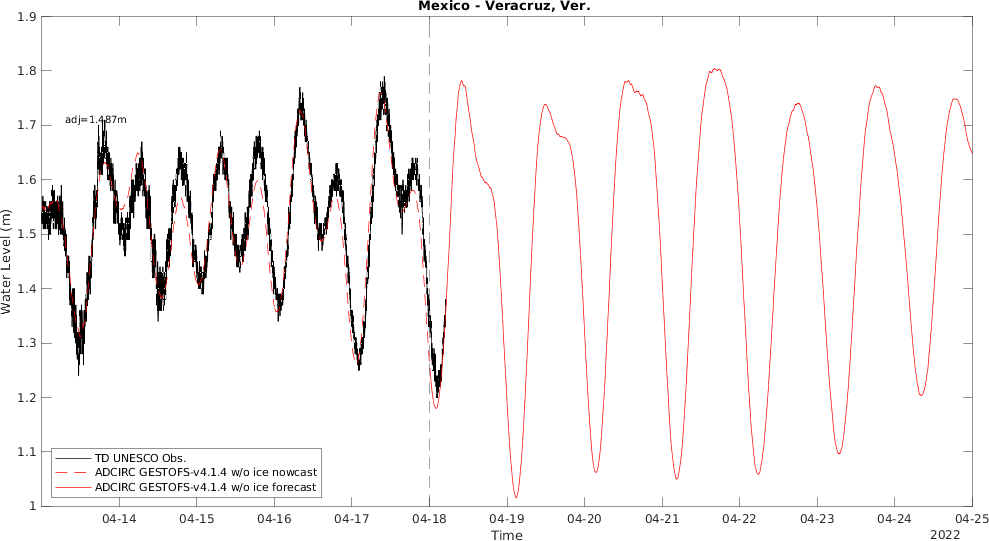 Mexico - Veracruz, Ver.
1.9
1.8
1.7
1.6
1.5
1.4
1.3
1.2
1.1
1
Water Level (m)
adj=1.487m
TD UNESCO Obs.
ADCIRC GESTOFS-v4.1.4 w/o ice nowcast
ADCIRC GESTOFS-v4.1.4 w/o ice forecast
04-14 04-15 04-16 04-17 04-18 04-19 04-20 04-21 04-22 04-23 04-24 04-25
Time
2022